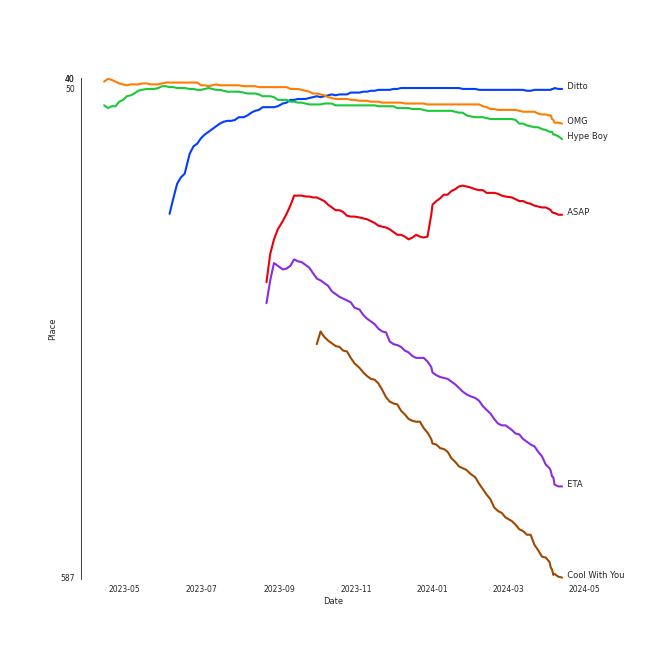 40
50
Ditto
OMG
Hype Boy
ASAP
Place
ETA
Cool With You
587
2023-05 2023-07 2023-09 2023-11 2024-01 2024-03 2024-05
Date